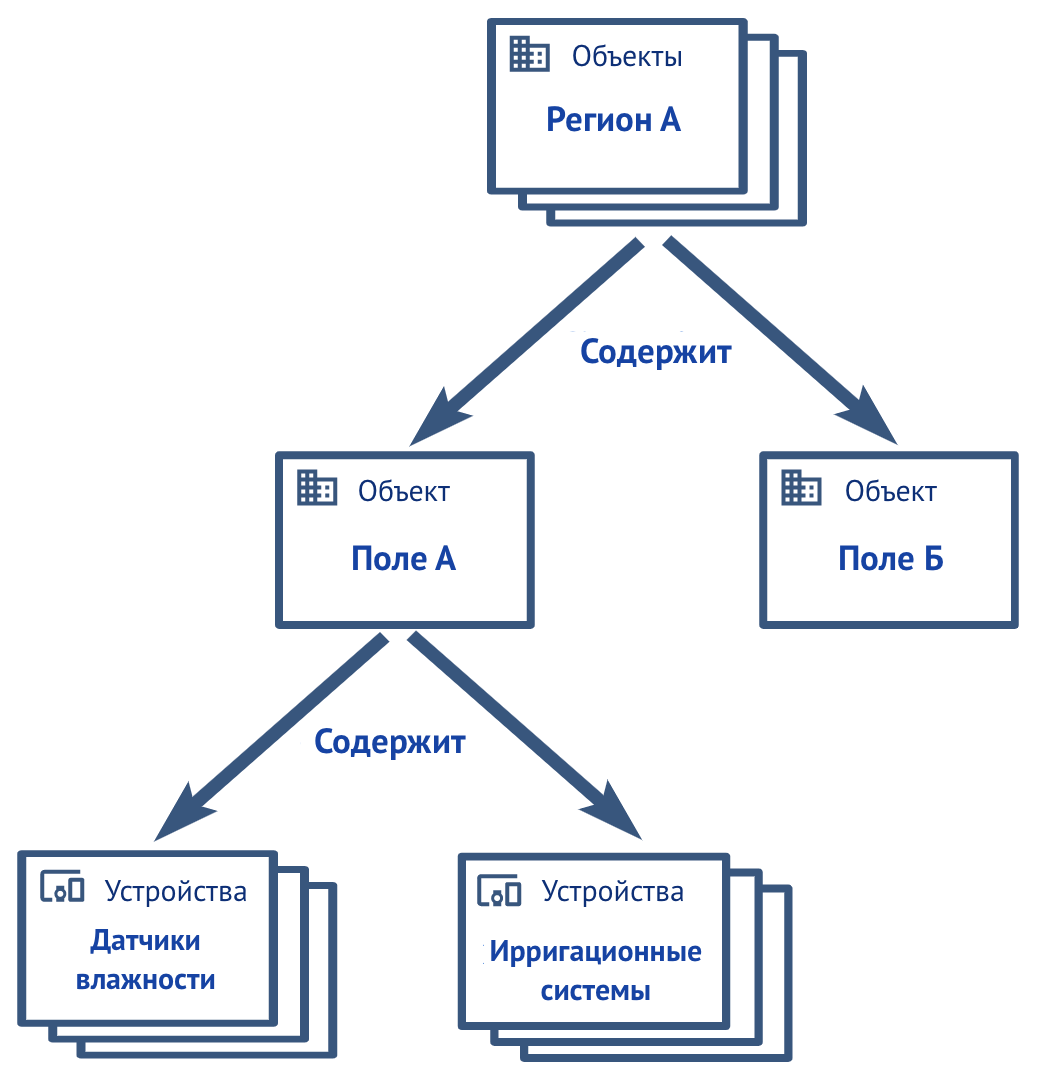 Объекты
Регион А
Содержит
Объект
Поле А
Объект
Поле Б
Содержит
Устройства
Датчики
влажности
Устройства
Ирригационные
системы